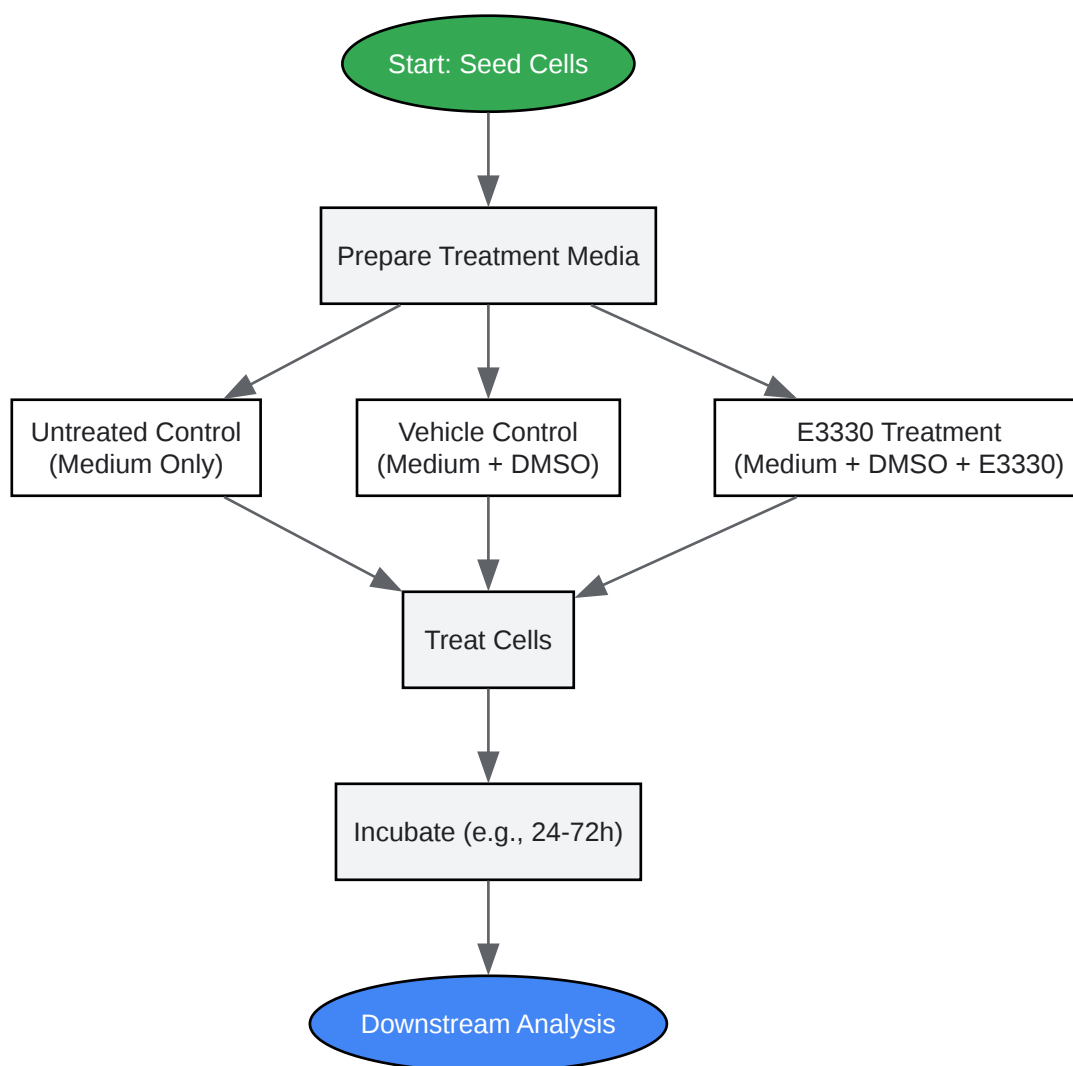 Start: Seed Cells
Prepare Treatment Media
Untreated Control
(Medium Only)
Vehicle Control
(Medium + DMSO)
E3330 Treatment
(Medium + DMSO + E3330)
Treat Cells
Incubate (e.g., 24-72h)
Downstream Analysis